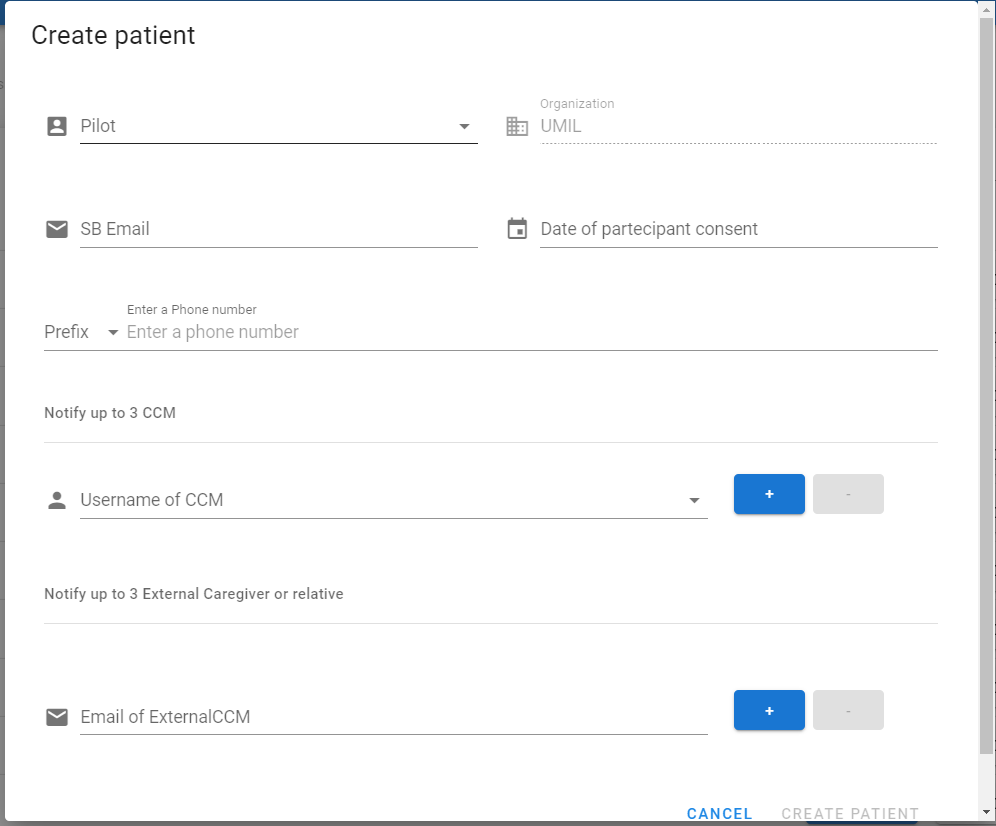 Create patient
Organization
Pilot
UMIL
SB Email
Date of partecipant consent
Enter a Phone number
Prefix
Enter a phone number
Notify up to 3 CCM
Username of CCM
+
-
Notify up to 3 External Caregiver or relative
Email of ExternalCCM
+
-
CANCEL
CREATE PATIENT